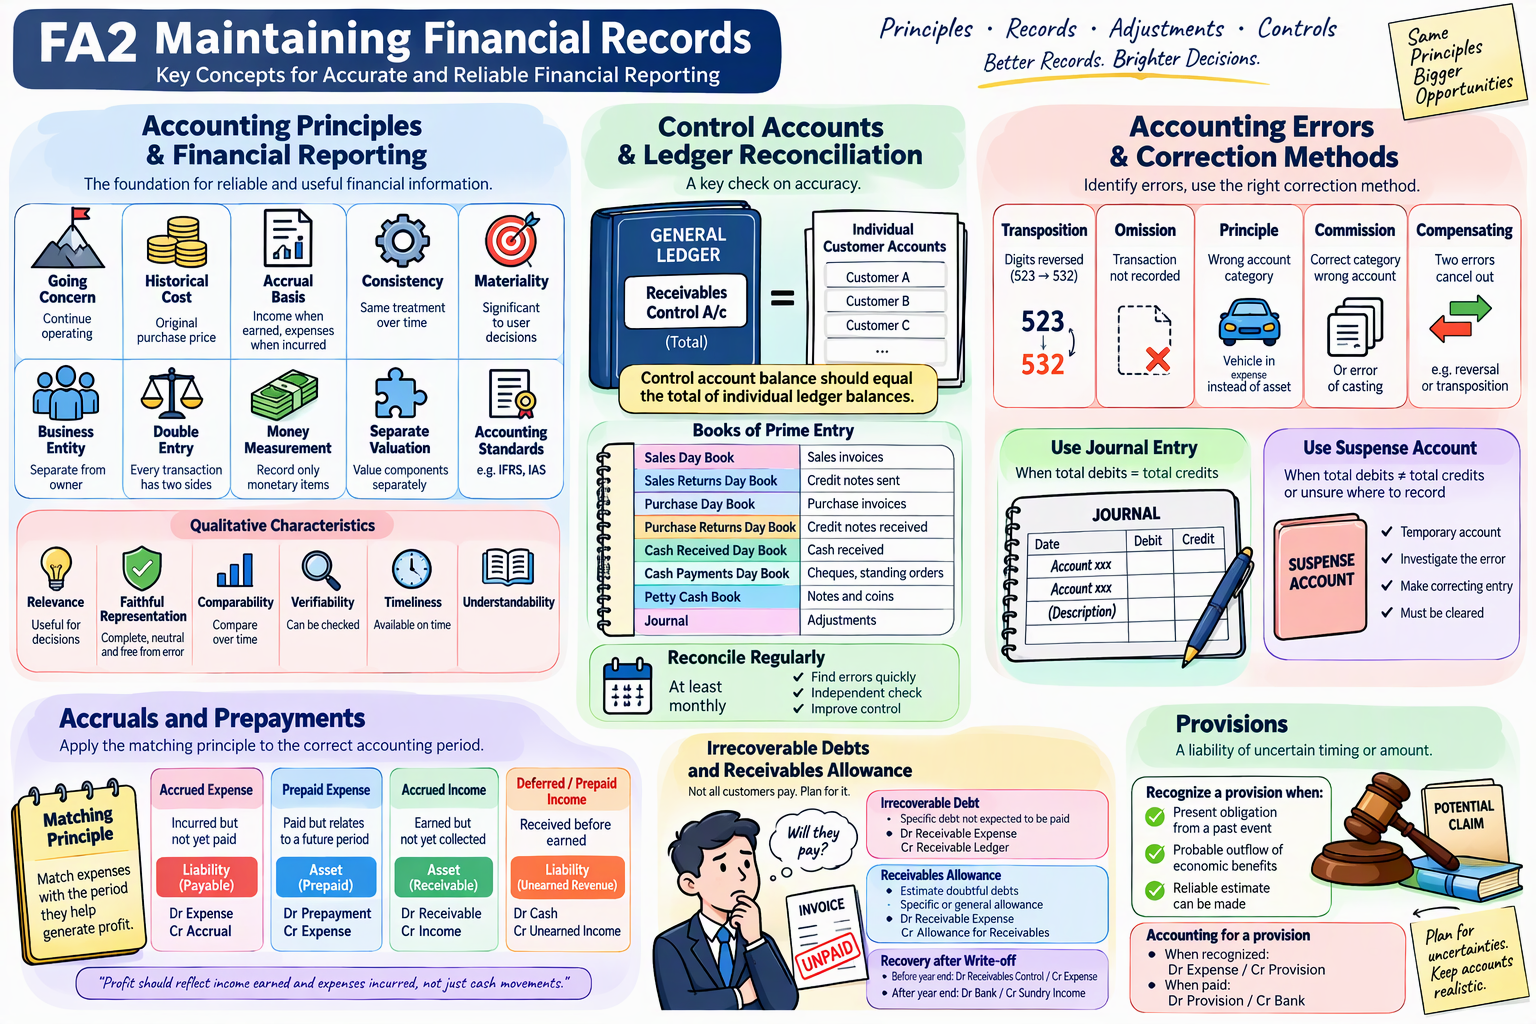 FA2 Maintaining Financial Records
Key Concepts for Accurate and Reliable Financial Reporting
Principles • Records • Adjustments • Controls
Better Records. Brighter Decisions.
Same
Principles
Bigger
Opportunities
Accounting Principles
& Financial Reporting
The foundation for reliable and useful financial information.
Going
Concern
Continue
operating
Historical
Cost
Original
purchase price
Accrual
Basis
Income when
earned, expenses
when incurred
Consistency
Same treatment
over time
Materiality
Significant
to user
decisions
Business
Entity
Separate from
owner
Double
Entry
Every transaction
has two sides
Money
Measurement
Record only
monetary items
Separate
Valuation
Value components
separately
Accounting
Standards
e.g. IFRS, IAS
Qualitative Characteristics
Relevance
Useful for
decisions
Faithful
Representation
Complete, neutral
and free from error
Comparability
Compare
over time
Verifiability
Can be checked
Timeliness
Available on time
Understandability
Control Accounts
& Ledger Reconciliation
A key check on accuracy.
GENERAL
LEDGER
Receivables
Control A/c
(Total)
=
Individual
Customer Accounts
Customer A
Customer B
Customer C
...
Control account balance should equal
the total of individual ledger balances.
Books of Prime Entry
Sales Day Book Sales invoices
Sales Returns Day Book Credit notes sent
Purchase Day Book Purchase invoices
Purchase Returns Day Book Credit notes received
Cash Received Day Book Cash received
Cash Payments Day Book Cheques, standing orders
Petty Cash Book Notes and coins
Journal Adjustments
Reconcile Regularly
At least
monthly
✔ Find errors quickly
✔ Independent check
✔ Improve control
Accounting Errors
& Correction Methods
Identify errors, use the right correction method.
Transposition
Digits reversed
(523 → 532)
523
↓
532
Omission
Transaction
not recorded
Principle
Wrong account
category
Vehicle in
expense
instead of asset
Commission
Correct category
wrong account
Or error
of casting
Compensating
Two errors
cancel out
e.g. reversal
or transposition
Use Journal Entry
When total debits = total credits
JOURNAL
Date Debit Credit
Account xxx
Account xxx
(Description)
Use Suspense Account
When total debits ≠ total credits
or unsure where to record
SUSPENSE
ACCOUNT
✔ Temporary account
✔ Investigate the error
✔ Make correcting entry
✔ Must be cleared
Accruals and Prepayments
Apply the matching principle to the correct accounting period.
Matching
Principle
Match expenses
with the period
they help
generate profit.
Accrued Expense
Incurred but
not yet paid
Liability
(Payable)
Dr Expense
Cr Accrual
Prepaid Expense
Paid but relates
to a future period
Asset
(Prepaid)
Dr Prepayment
Cr Expense
Accrued Income
Earned but
not yet collected
Asset
(Receivable)
Dr Receivable
Cr Income
Deferred / Prepaid
Income
Received before
earned
Liability
(Unearned Revenue)
Dr Cash
Cr Unearned Income
"Profit should reflect income earned and expenses incurred, not just cash movements."
Irrecoverable Debts
and Receivables Allowance
Not all customers pay. Plan for it.
Will they
pay?
INVOICE
UNPAID
Irrecoverable Debt
• Specific debt not expected to be paid
• Dr Receivable Expense
Cr Receivable Ledger
Receivables Allowance
• Estimate doubtful debts
• Specific or general allowance
• Dr Receivable Expense
Cr Allowance for Receivables
Recovery after Write-off
• Before year end: Dr Receivables Control / Cr Expense
• After year end: Dr Bank / Cr Sundry Income
Provisions
A liability of uncertain timing or amount.
Recognize a provision when:
Present obligation
from a past event
Probable outflow of
economic benefits
Reliable estimate
can be made
POTENTIAL
CLAIM
Accounting for a provision
• When recognized:
Dr Expense / Cr Provision
• When paid:
Dr Provision / Cr Bank
Plan for
uncertainties.
Keep accounts
realistic.